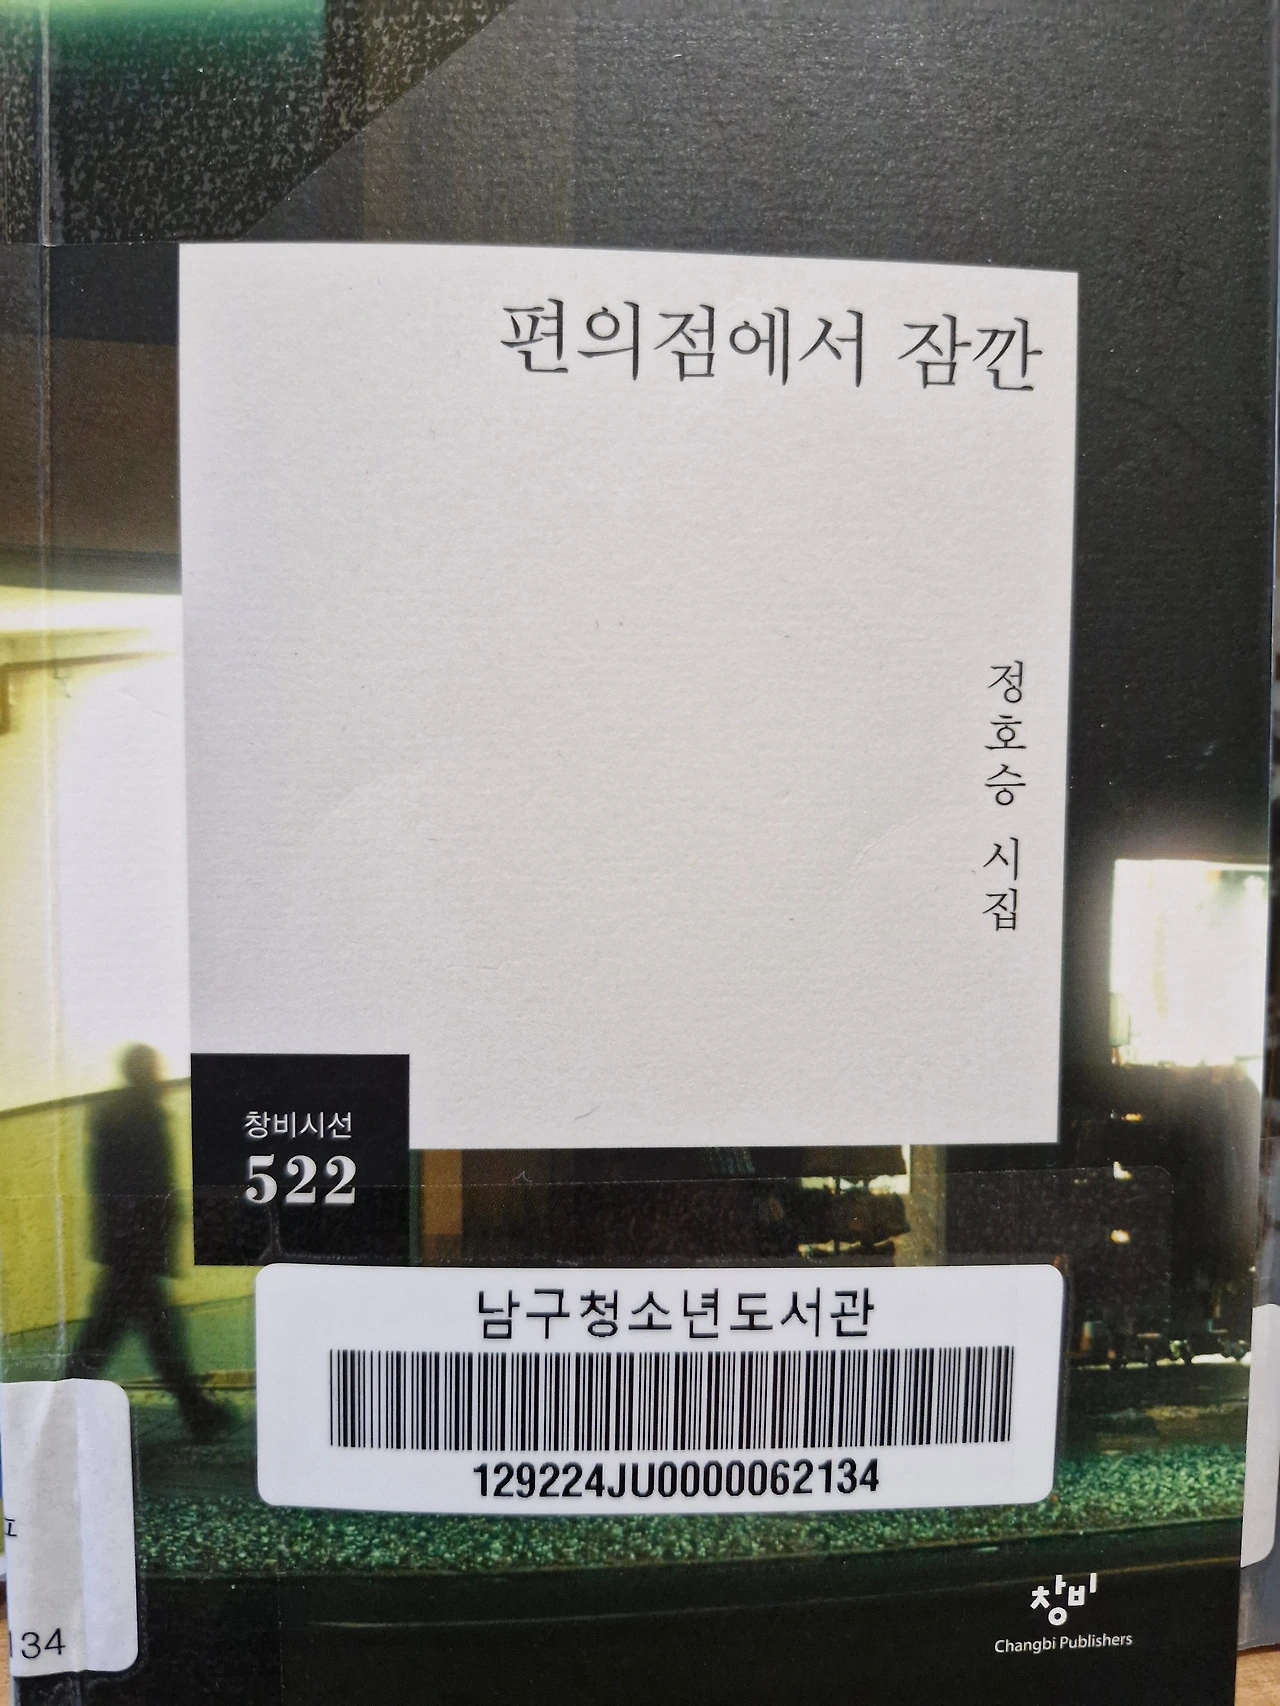 편의점에서 잠깐
정호승 시집
창비시선
522
남구청소년도서관
129224JU0000062134
134
창비
Changbi Publishers